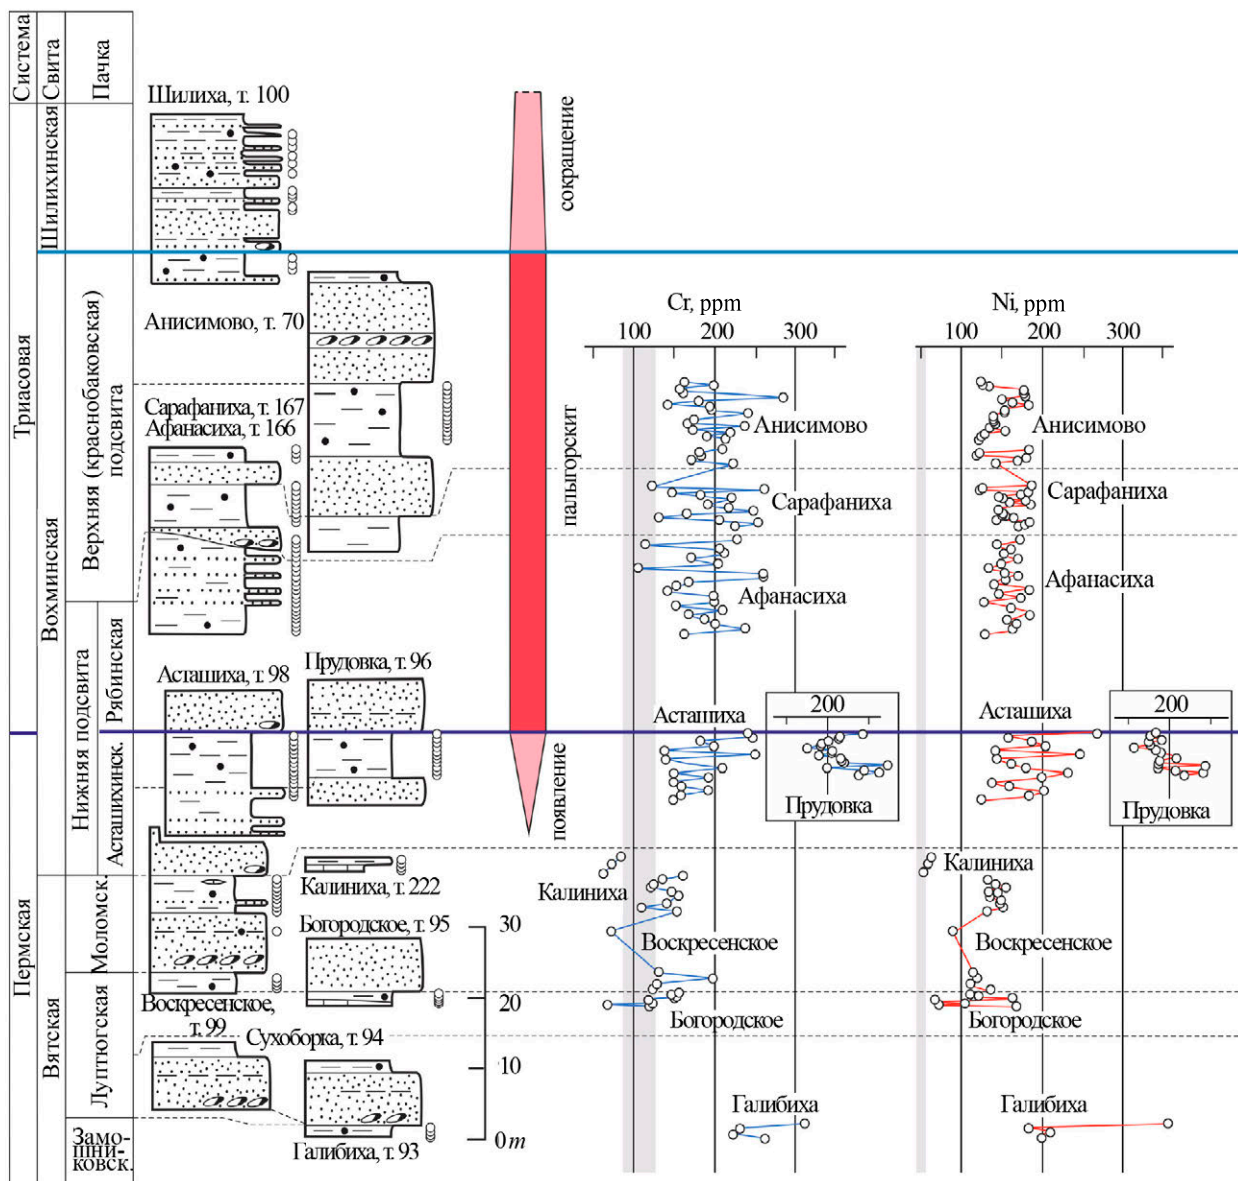 Система
Свита
Пачка
Триасовая
Пермская
Шилихинская
Вохминская
Вятская
Верхняя (краснобаковская)
подсвита
Нижняя подсвита
Рябинская
Асташихинск.
Моломск.
Луптюгская
Замо-
шни-
ковск.
Шилиха, т. 100
Анисимово, т. 70
Сарафаниха, т. 167
Афанасиха, т. 166
Асташиха, т. 98
Прудовка, т. 96
Калиниха, т. 222
Богородское, т. 95
Воскресенское,
т. 99
Сухоборка, т. 94
Галибиха, т. 93
30
20
10
0 m
сокращение
палыгорскит
появление
Cr, ppm
100 200 300
Анисимово
Сарафаниха
Афанасиха
Асташиха
200
Прудовка
Калиниха
Воскресенское
Богородское
Галибиха
Ni, ppm
100 200 300
Анисимово
Сарафаниха
Афанасиха
Асташиха
200
Прудовка
Калиниха
Воскресенское
Богородское
Галибиха